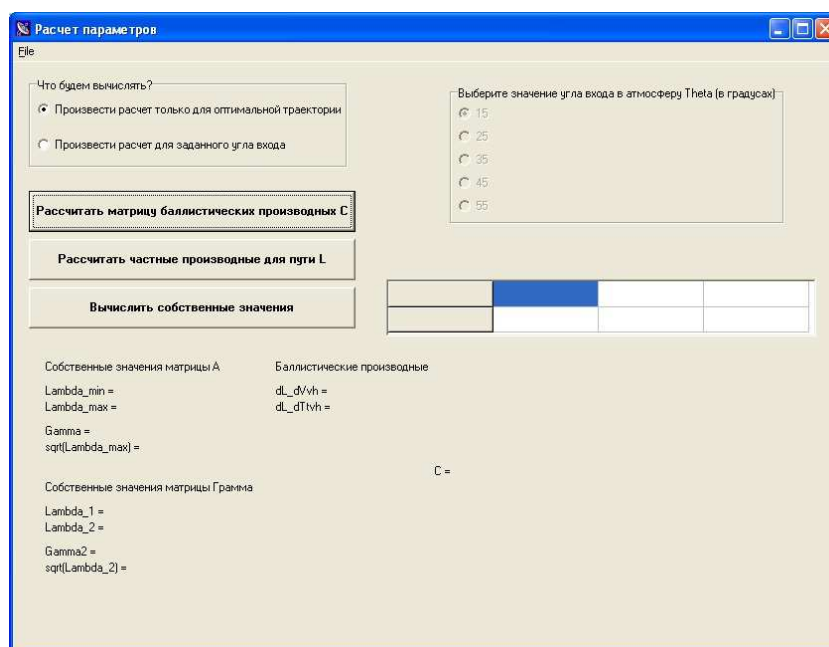 Расчет параметров
File
Что будем вычислять?
Произвести расчет только для оптимальной траектории
Произвести расчет для заданного угла входа
Выберите значение угла входа в атмосферу Theta (в градусах)
15
25
35
45
55
Рассчитать матрицу баллистических производных C
Рассчитать частные производные для пути L
Вычислить собственные значения
Собственные значения матрицы A
Lambda_min =
Lambda_max =
Gamma =
sqrt(Lambda_max) =
Баллистические производные
dL_dVvh =
dL_dTtvh =
C =
Собственные значения матрицы Грамма
Lambda_1 =
Lambda_2 =
Gamma2 =
sqrt(Lambda_2) =